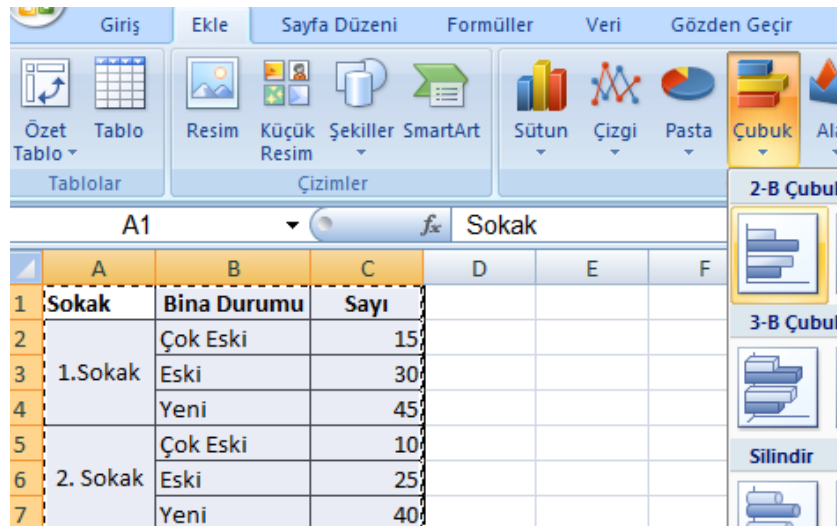 Giriş Ekle Sayfa Düzeni Formüller Veri Gözden Geçir
Özet Tablo Tablo Resim Küçük Resim Şekiller SmartArt Sütun Çizgi Pasta Çubuk
Tablolar Çizimler
2-B Çubuk
A1 fx Sokak
A B C D E F
1 Sokak Bina Durumu Sayı
2 Çok Eski 15
3 1.Sokak Eski 30
4 Yeni 45
5 Çok Eski 10
6 2. Sokak Eski 25
7 Yeni 40
3-B Çubuk
Silindir